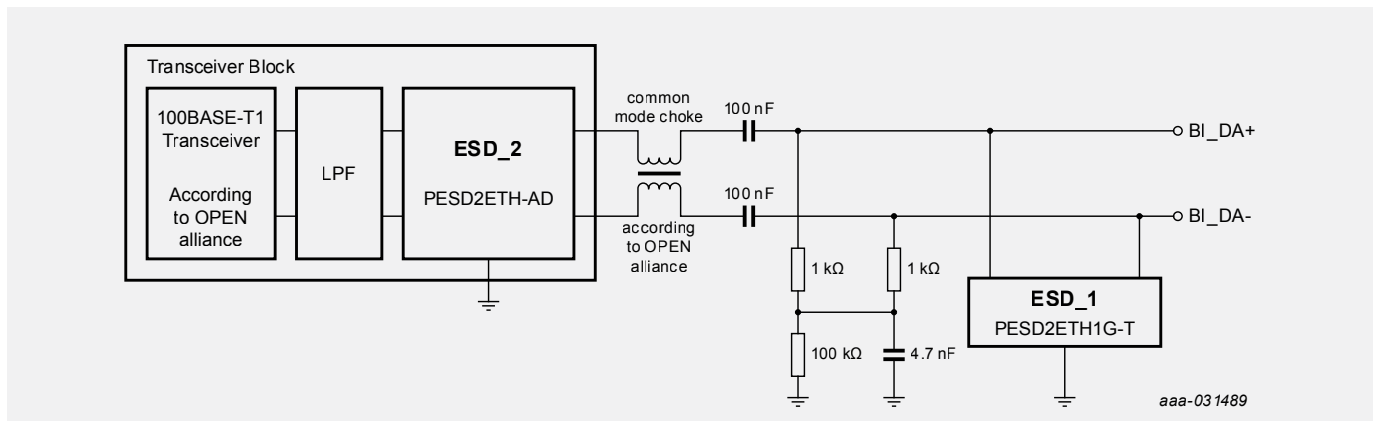 Transceiver Block
100BASE-T1
Transceiver
According
to OPEN
alliance
LPF
ESD_2
PESD2ETH-AD
common
mode choke
according
to OPEN
alliance
100 nF
100 nF
BI_DA+
BI_DA-
1 kΩ
1 kΩ
100 kΩ
4.7 nF
ESD_1
PESD2ETH1G-T
aaa-031489